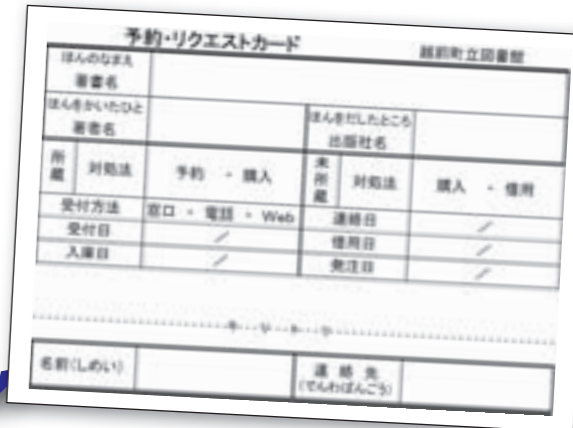 予約・リクエストカード 越前町立図書館
ほんのなまえ
著書名
ほんをかいたひと ほんをだしたところ
著者名 出版社名
所蔵 対処法 予約 ・ 購入 未所蔵 対処法 購入 ・ 借用
受付方法 窓口 ・ 電話 ・ Web 連絡日 /
受付日 / 借用日 /
入庫日 / 発注日 /
キ ・ リ ・ ト ・ リ
名前(しめい) 連絡先
(でんわばんごう)